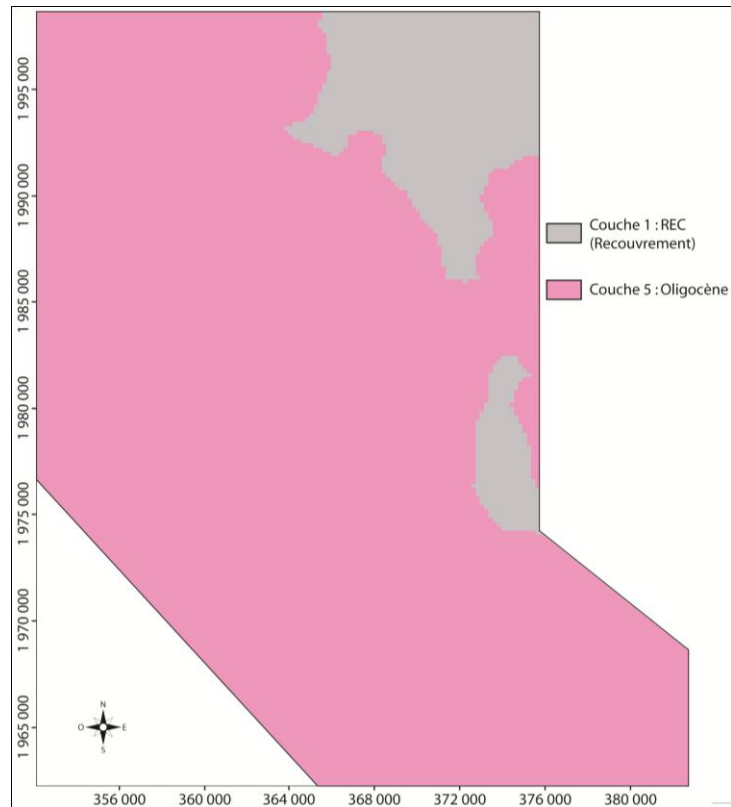 1 995 000
1 990 000
1 985 000
1 980 000
1 975 000
1 970 000
1 965 000
Couche 1 : REC
(Recouvrement)
Couche 5 : Oligocène
N
O E
S
356 000 360 000 364 000 368 000 372 000 376 000 380 000